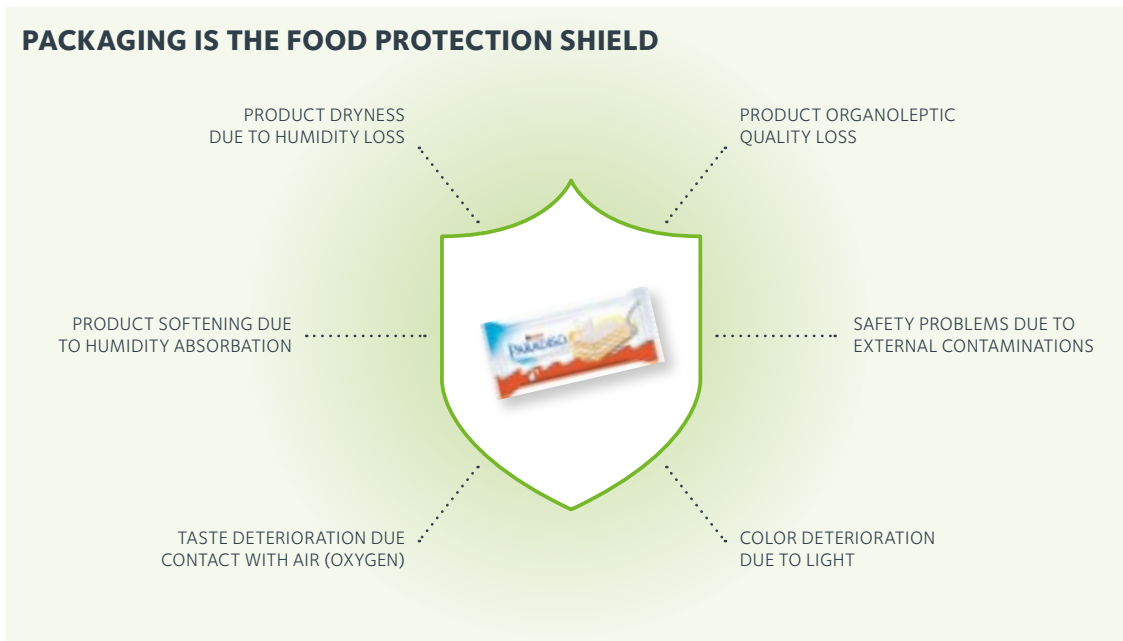 PACKAGING IS THE FOOD PROTECTION SHIELD
PRODUCT DRYNESS
DUE TO HUMIDITY LOSS
PRODUCT ORGANOLEPTIC
QUALITY LOSS
PRODUCT SOFTENING DUE
TO HUMIDITY ABSORBATION
PARADISO
SAFETY PROBLEMS DUE TO
EXTERNAL CONTAMINATIONS
TASTE DETERIORATION DUE
CONTACT WITH AIR (OXYGEN)
COLOR DETERIORATION
DUE TO LIGHT